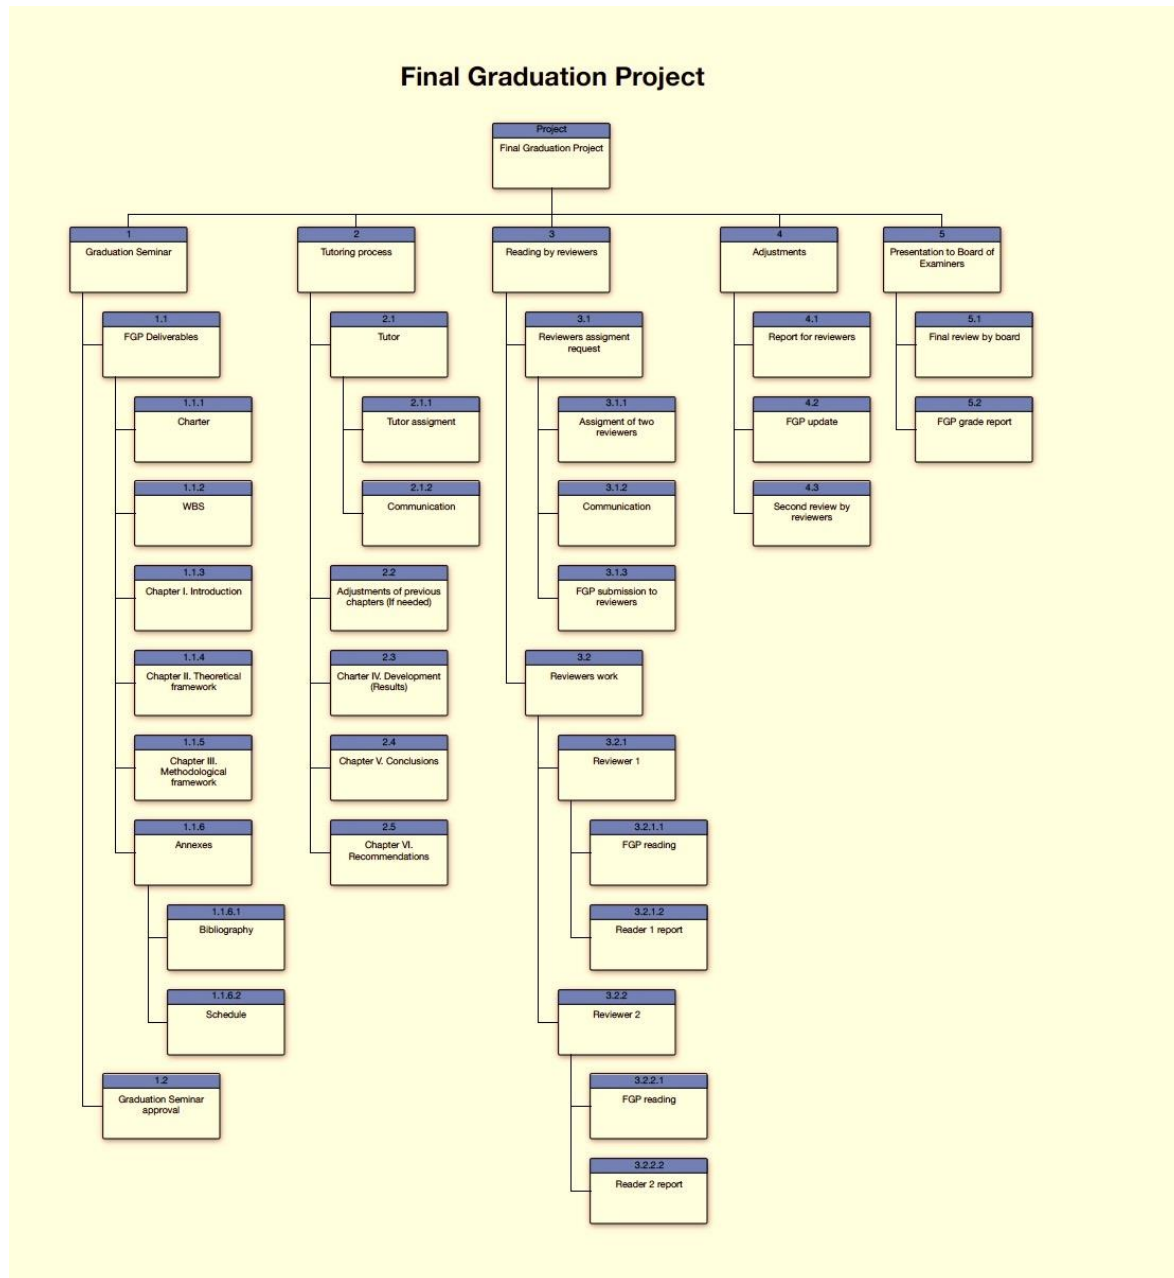 Final Graduation Project
Project
Final Graduation Project
1
Graduation Seminar
1.1
FGP Deliverables
1.1.1
Charter
1.1.2
WBS
1.1.3
Chapter I. Introduction
1.1.4
Chapter II. Theoretical
framework
1.1.5
Chapter III.
Methodological
framework
1.1.6
Annexes
1.1.6.1
Bibliography
1.1.6.2
Schedule
1.2
Graduation Seminar
approval
2
Tutoring process
2.1
Tutor
2.1.1
Tutor assigment
2.1.2
Communication
2.2
Adjustments of previous
chapters (If needed)
2.3
Charter IV. Development
(Results)
2.4
Chapter V. Conclusions
2.5
Chapter VI.
Recommendations
3
Reading by reviewers
3.1
Reviewers assigment
request
3.1.1
Assigment of two
reviewers
3.1.2
Communication
3.1.3
FGP submission to
reviewers
3.2
Reviewers work
3.2.1
Reviewer 1
3.2.1.1
FGP reading
3.2.1.2
Reader 1 report
3.2.2
Reviewer 2
3.2.2.1
FGP reading
3.2.2.2
Reader 2 report
4
Adjustments
4.1
Report for reviewers
4.2
FGP update
4.3
Second review by
reviewers
5
Presentation to Board of
Examiners
5.1
Final review by board
5.2
FGP grade report